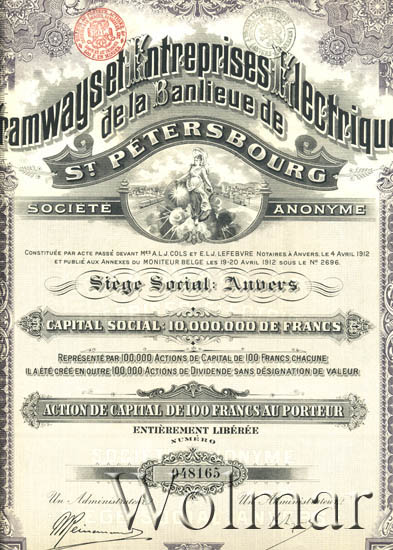 Tramways et Entreprises Electriques
de la Banlieue de
ST PÉTERSBOURG
SOCIÉTÉ ANONYME
CONSTITUÉE PAR ACTE PASSÉ DEVANT MES A.L.J. COLS ET E.L.J. LEFEBVRE NOTAIRES À ANVERS, LE 4 AVRIL 1912
ET PUBLIÉ AUX ANNEXES DU MONITEUR BELGE LES 19-20 AVRIL 1912 SOUS LE NO 2696.
Siège Social: Anvers
CAPITAL SOCIAL: 10,000,000 DE FRANCS
REPRÉSENTÉ PAR 100,000 ACTIONS DE CAPITAL DE 100 FRANCS CHACUNE
IL A ÉTÉ CRÉÉ EN OUTRE 100,000 ACTIONS DE DIVIDENDE SANS DÉSIGNATION DE VALEUR
ACTION DE CAPITAL DE 100 FRANCS AU PORTEUR
ENTIÈREMENT LIBÉRÉE
NUMÉRO
SOCIÉTÉ ANONYME
048165
Un Administrateur: Un Administrateur:
Wolmar